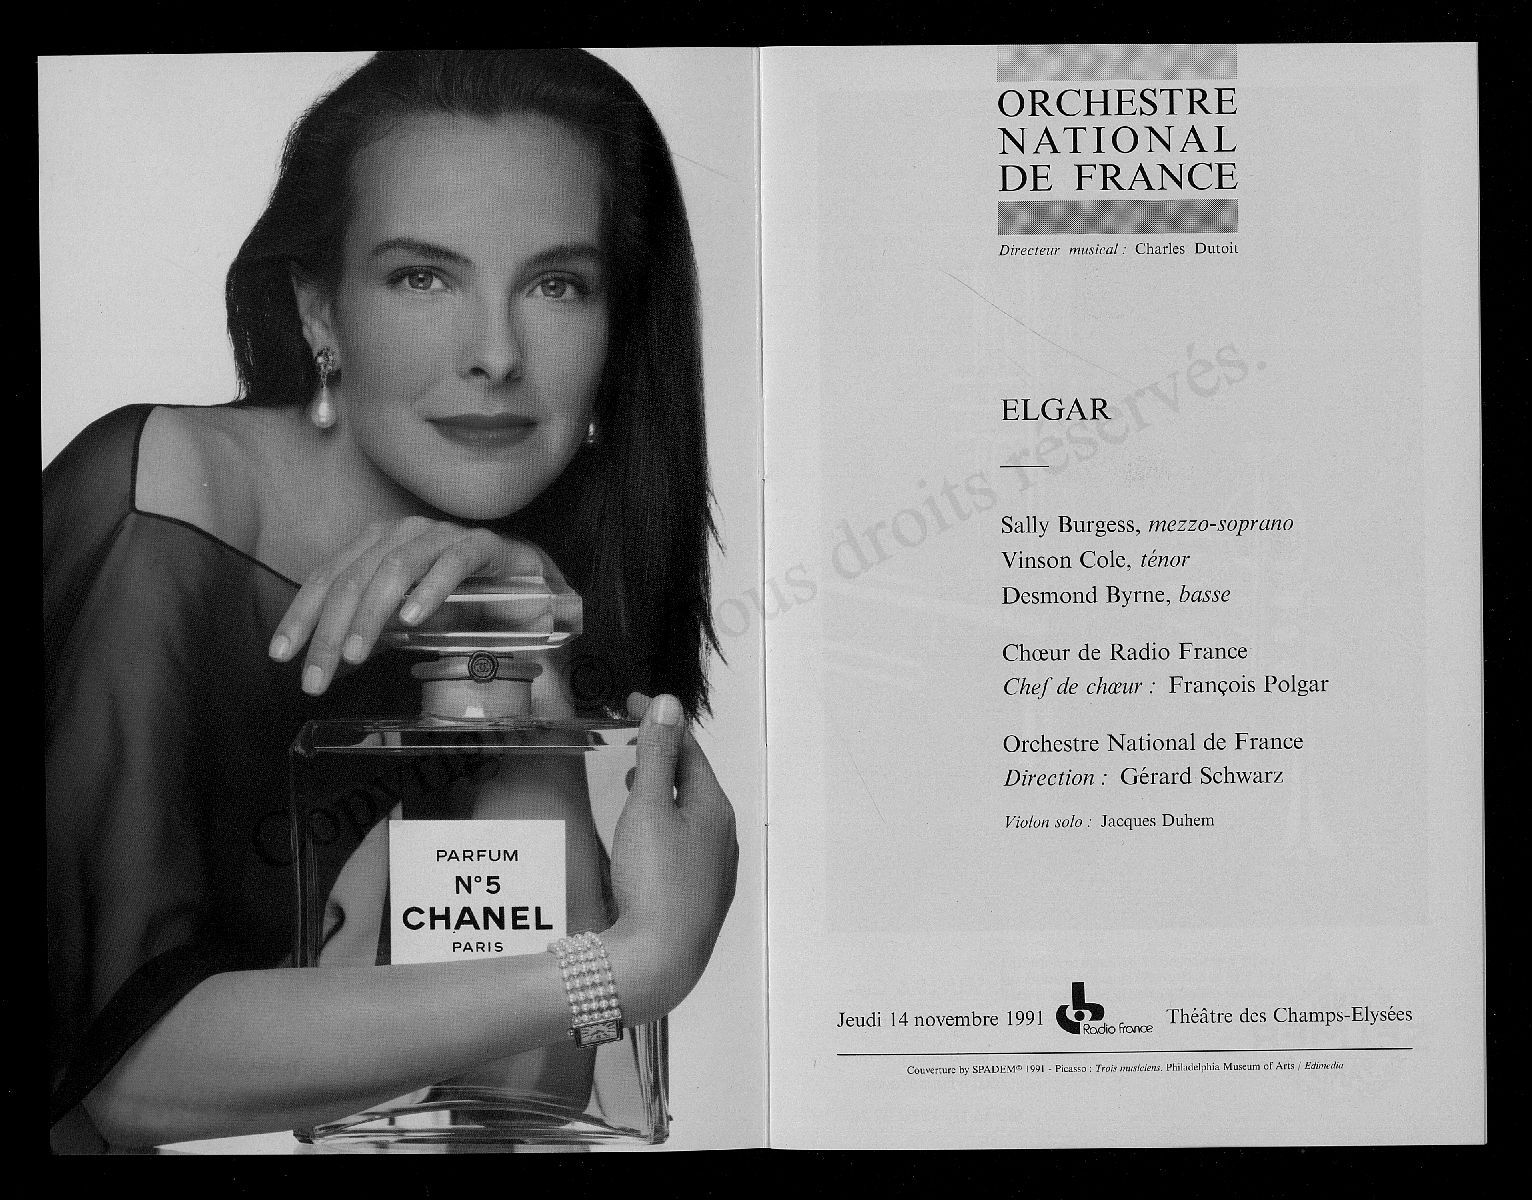 PARFUM
N°5
CHANEL
PARIS
ORCHESTRE
NATIONAL
DE FRANCE
Directeur musical : Charles Dutoit
ELGAR
Sally Burgess, mezzo-soprano
Vinson Cole, ténor
Desmond Byrne, basse
Chœur de Radio France
Chef de chœur : François Polgar
Orchestre National de France
Direction : Gérard Schwarz
Violon solo : Jacques Duhem
Jeudi 14 novembre 1991 Radio France Théâtre des Champs-Elysées
Couverture by SPADEM® 1991 - Picasso : Trois musiciens. Philadelphia Museum of Arts / Edimedia
tous droits réservés.